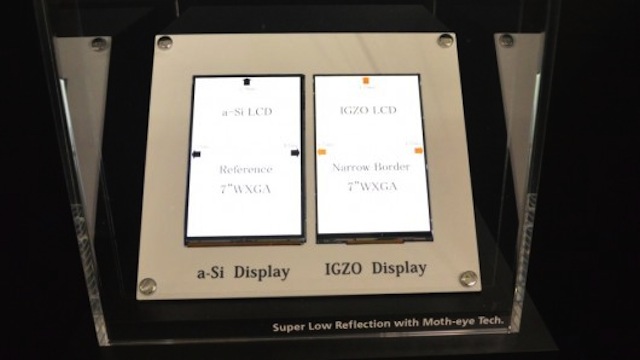 a-Si LCD
Reference
7"WXGA
IGZO LCD
Narrow Border
7"WXGA
a-Si Display
IGZO Display
Super Low Reflection with Moth-eye Tech.